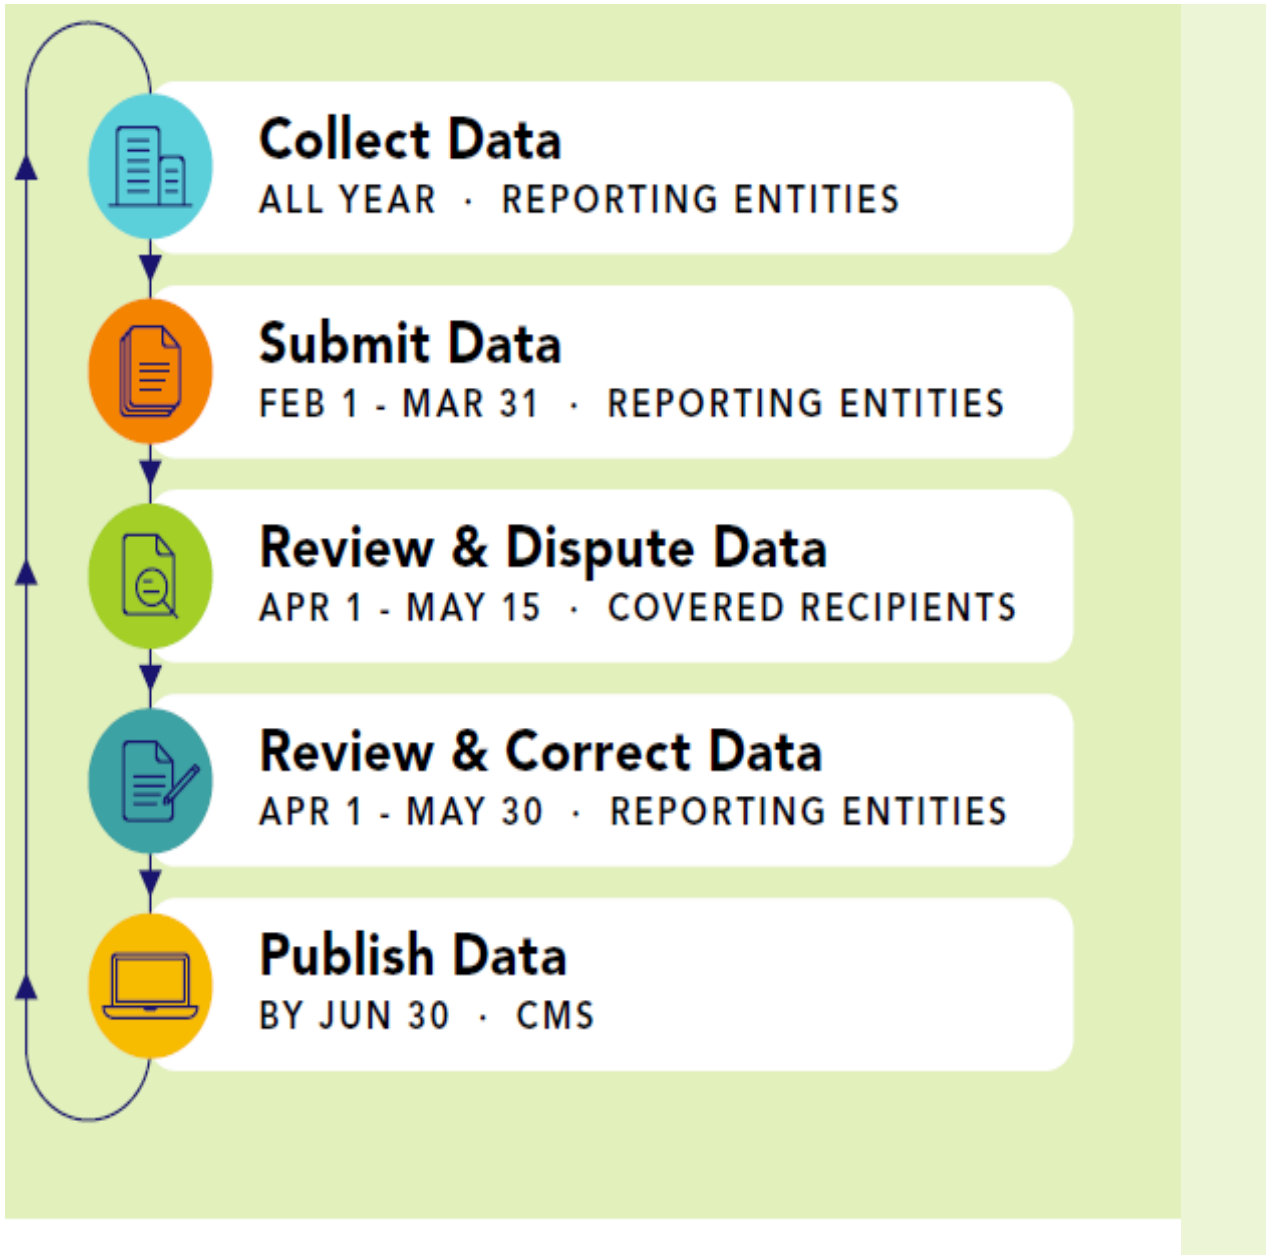 Collect Data
ALL YEAR · REPORTING ENTITIES
Submit Data
FEB 1 - MAR 31 · REPORTING ENTITIES
Review & Dispute Data
APR 1 - MAY 15 · COVERED RECIPIENTS
Review & Correct Data
APR 1 - MAY 30 · REPORTING ENTITIES
Publish Data
BY JUN 30 · CMS